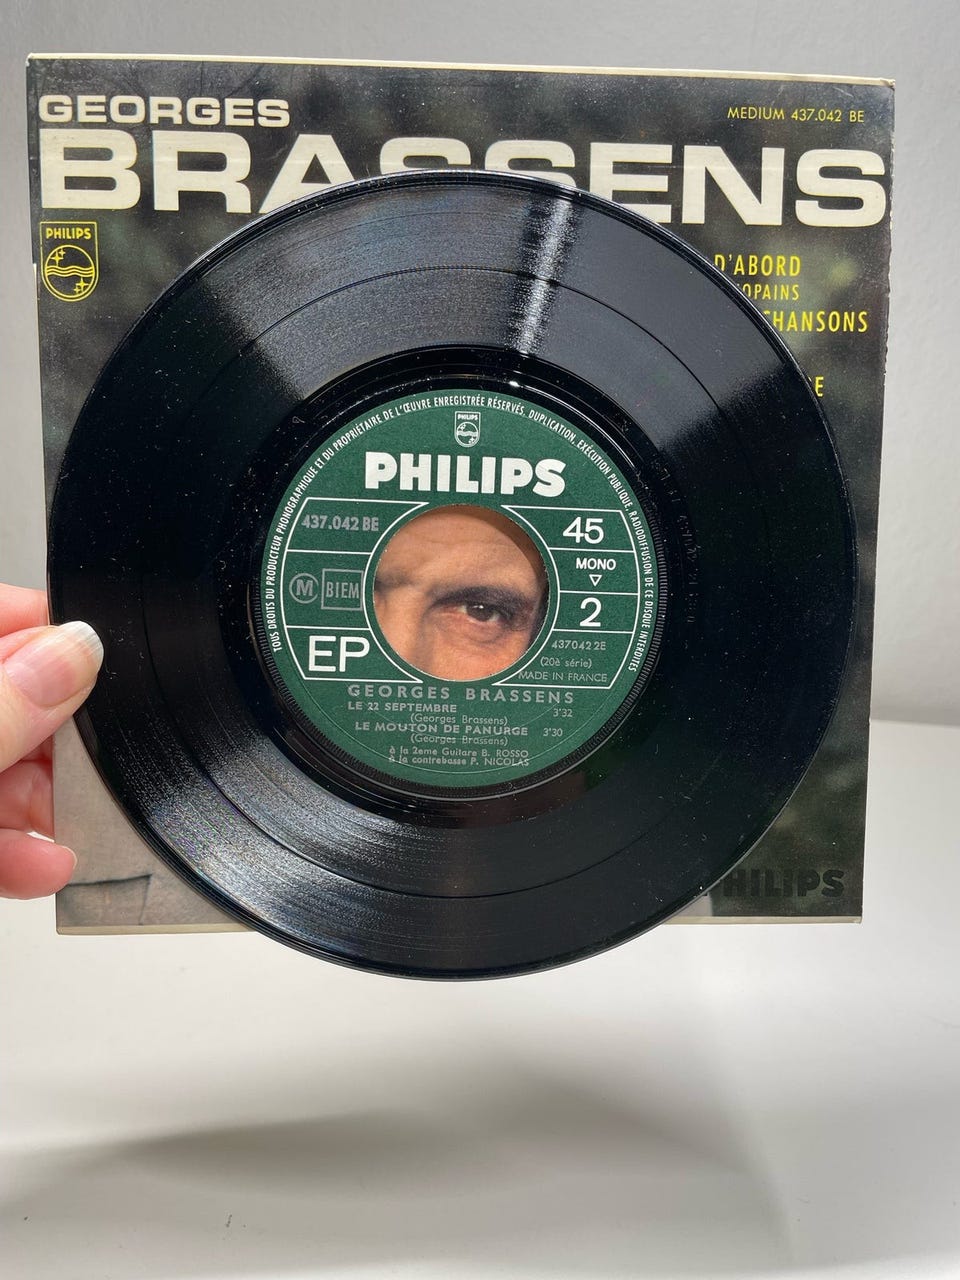 GEORGES
MEDIUM 437.042 BE
BRASSENS
PHILIPS
D'ABORD
OPAINS
CHANSONS
RE
TOUS DROITS DU PRODUCTEUR PHONOGRAPHIQUE ET DU PROPRIÉTAIRE DE L'ŒUVRE ENREGISTRÉE RÉSERVÉS. DUPLICATION, EXÉCUTION PUBLIQUE, RADIODIFFUSION DE CE DISQUE INTERDITES
PHILIPS
PHILIPS
437.042 BE
45
MONO
M BIEM
2
EP
437042 2E
(20è série)
MADE IN FRANCE
GEORGES BRASSENS
LE 22 SEPTEMBRE 3'32
(Georges Brassens)
LE MOUTON DE PANURGE 3'30
(Georges Brassens)
à la 2eme Guitare B. ROSSO
à la contrebasse P. NICOLAS
PHILIPS